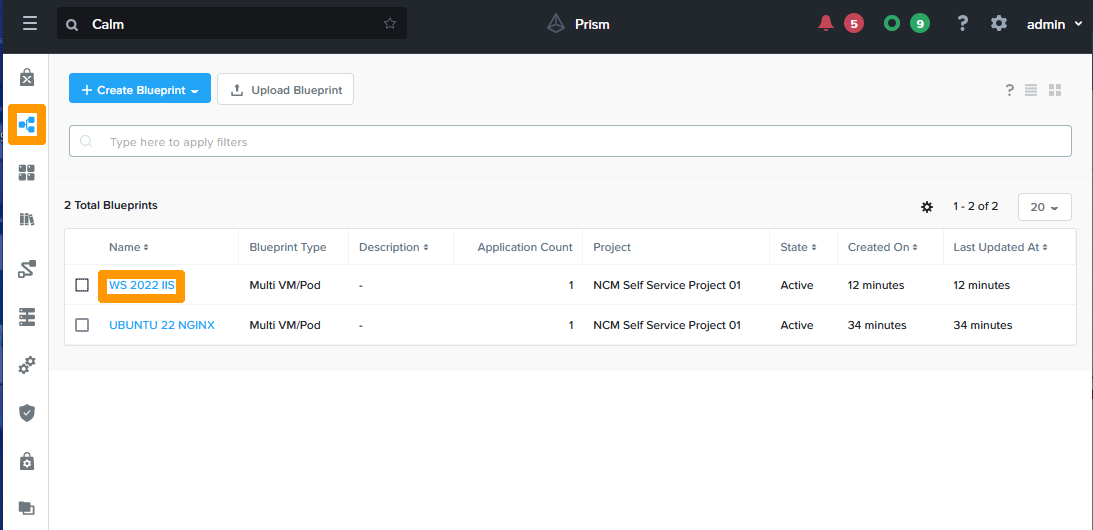 Calm Prism 5 9 ? admin
+ Create Blueprint Upload Blueprint ?
Type here to apply filters
2 Total Blueprints 1 - 2 of 2 20
Name Blueprint Type Description Application Count Project State Created On Last Updated At
WS 2022 IIS Multi VM/Pod - 1 NCM Self Service Project 01 Active 12 minutes 12 minutes
UBUNTU 22 NGINX Multi VM/Pod - 1 NCM Self Service Project 01 Active 34 minutes 34 minutes